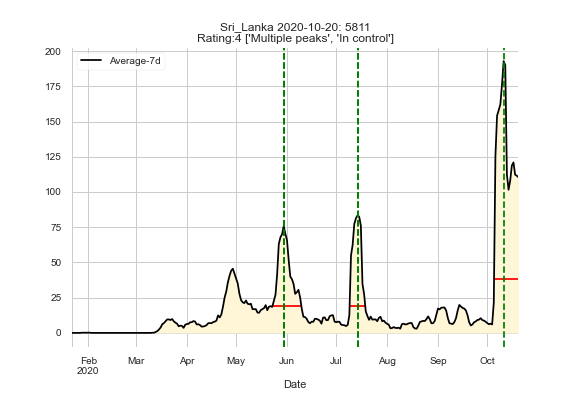 Sri_Lanka 2020-10-20: 5811
Rating:4 ['Multiple peaks', 'In control']
Average-7d
200
175
150
125
100
75
50
25
0
Feb Mar Apr May Jun Jul Aug Sep Oct
2020
Date